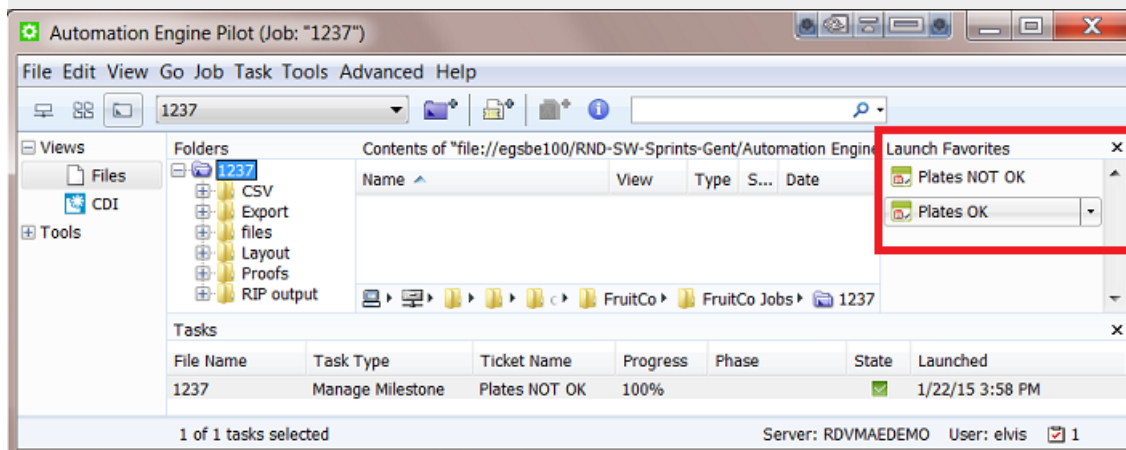 Automation Engine Pilot (Job: "1237")
File Edit View Go Job Task Tools Advanced Help
1237
Views
Files
CDI
Tools
Folders
1237
CSV
Export
files
Layout
Proofs
RIP output
Contents of "file://egsbe100/RND-SW-Sprints-Gent/Automation Engine
Name View Type S... Date
c FruitCo FruitCo Jobs 1237
Launch Favorites
Plates NOT OK
Plates OK
Tasks
File Name Task Type Ticket Name Progress Phase State Launched
1237 Manage Milestone Plates NOT OK 100% 1/22/15 3:58 PM
1 of 1 tasks selected
Server: RDVMAEDEMO User: elvis 1